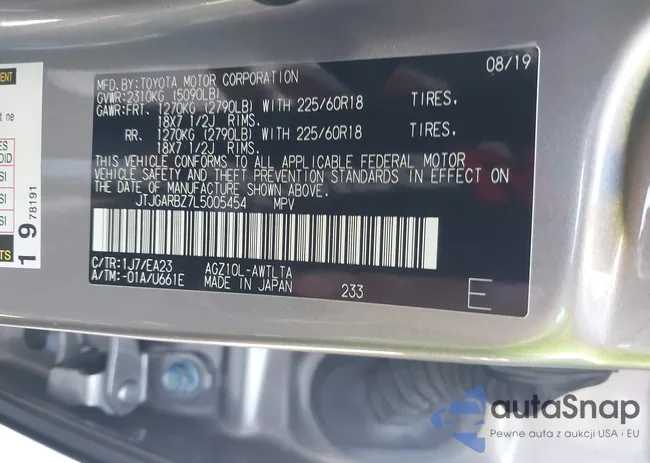 08/19
MFD.BY:TOYOTA MOTOR CORPORATION
GVWR:2310KG (5090LB)
GAWR:FRT. 1270KG (2790LB) WITH 225/60R18 TIRES,
18X7 1/2J RIMS.
RR. 1270KG (2790LB) WITH 225/60R18 TIRES,
18X7 1/2J RIMS.
THIS VEHICLE CONFORMS TO ALL APPLICABLE FEDERAL MOTOR
VEHICLE SAFETY AND THEFT PREVENTION STANDARDS IN EFFECT ON
THE DATE OF MANUFACTURE SHOWN ABOVE.
JTJGARBZ7L5005454 MPV
C/TR:1J7/EA23 AGZ10L-AWTLTA
A/TM:-01A/U661E MADE IN JAPAN 233 E
78191
autaSnap
Pewne auta z aukcji USA i EU